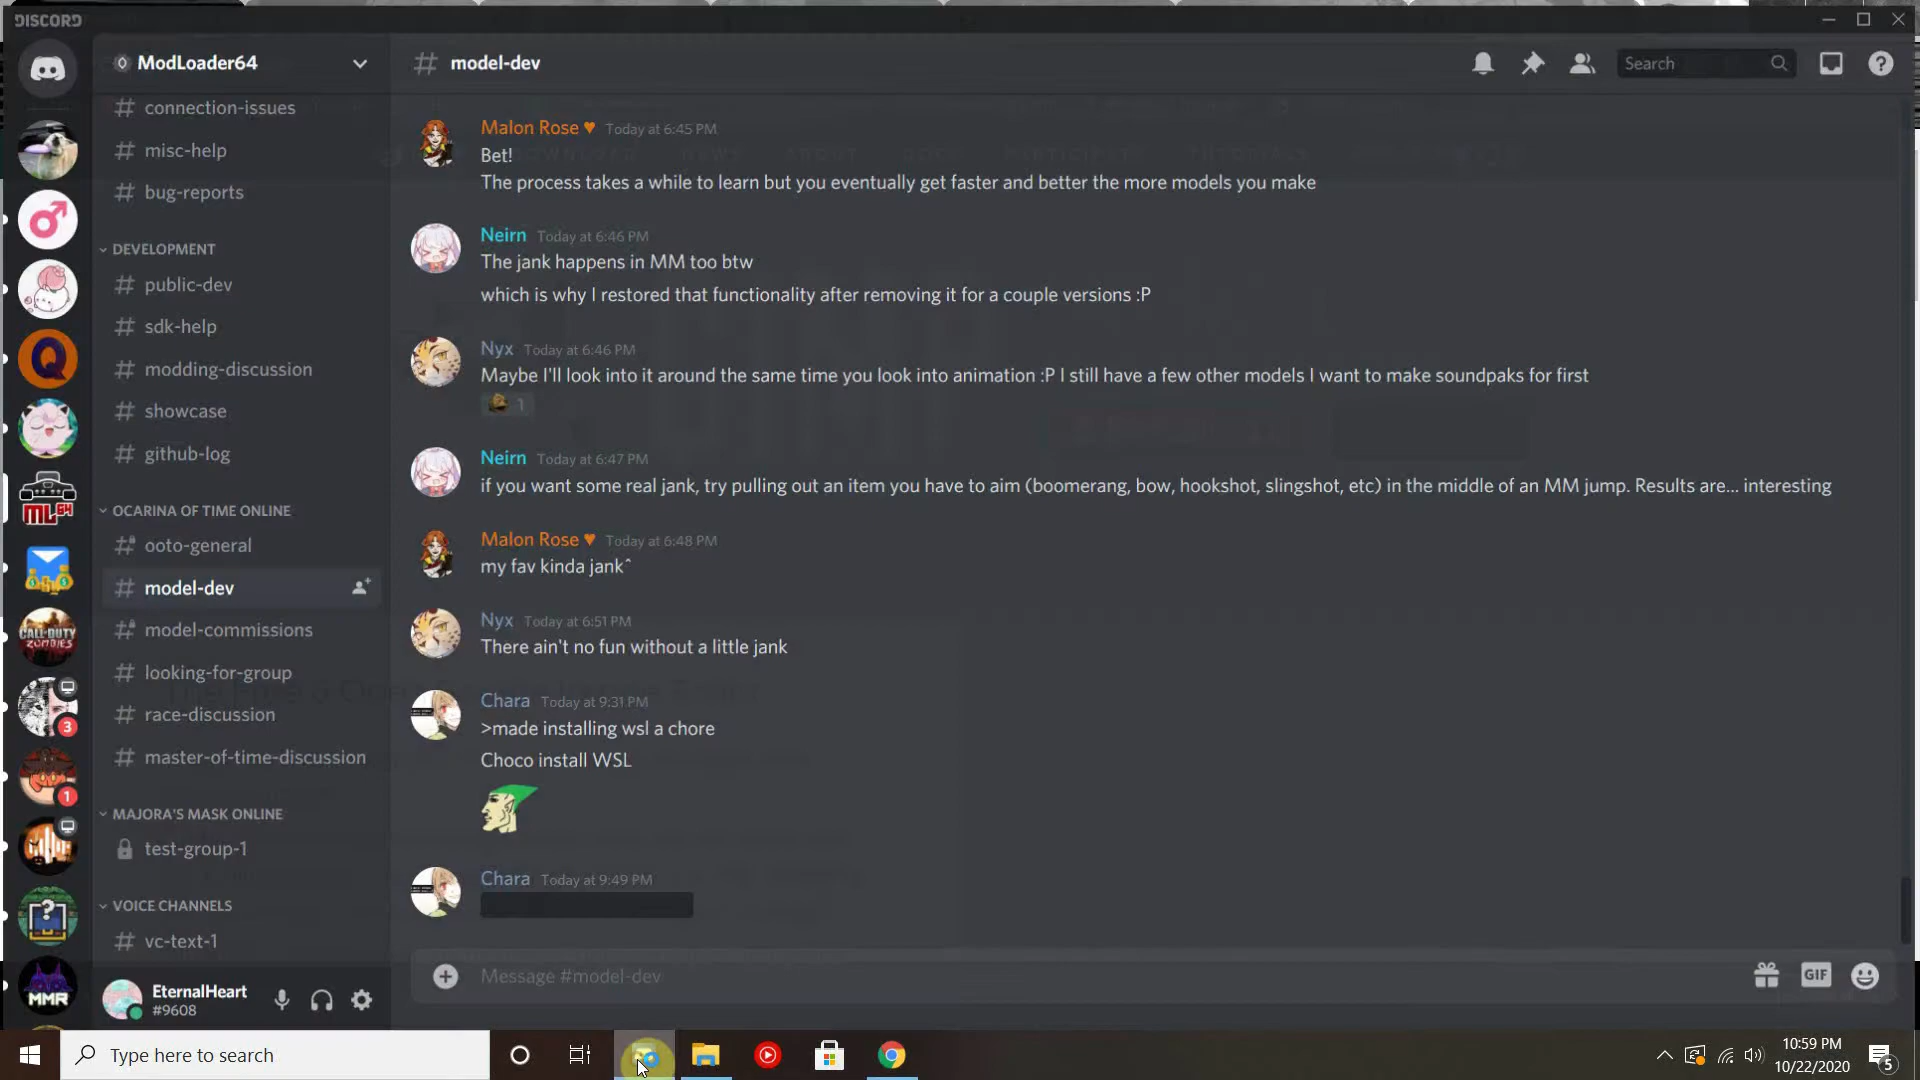 DISCORD
ModLoader64
# model-dev
Search
# connection-issues
# misc-help
# bug-reports
DEVELOPMENT
# public-dev
# sdk-help
# modding-discussion
# showcase
# github-log
OCARINA OF TIME ONLINE
# ooto-general
# model-dev
# model-commissions
# looking-for-group
# race-discussion
# master-of-time-discussion
MAJORA'S MASK ONLINE
test-group-1
VOICE CHANNELS
# vc-text-1
EternalHeart
#9608
Malon Rose ♥ Today at 6:45 PM
Bet!
The process takes a while to learn but you eventually get faster and better the more models you make
Neirn Today at 6:46 PM
The jank happens in MM too btw
which is why I restored that functionality after removing it for a couple versions :P
Nyx Today at 6:46 PM
Maybe I'll look into it around the same time you look into animation :P I still have a few other models I want to make soundpaks for first
1
Neirn Today at 6:47 PM
if you want some real jank, try pulling out an item you have to aim (boomerang, bow, hookshot, slingshot, etc) in the middle of an MM jump. Results are... interesting
Malon Rose ♥ Today at 6:48 PM
my fav kinda jank^
Nyx Today at 6:51 PM
There ain't no fun without a little jank
Chara Today at 9:31 PM
>made installing wsl a chore
Choco install WSL
Chara Today at 9:49 PM
Message #model-dev
GIF
Q
ML64
CALL DUTY
ZOMBIES
3
1
MMR
Type here to search
10:59 PM
10/22/2020
5